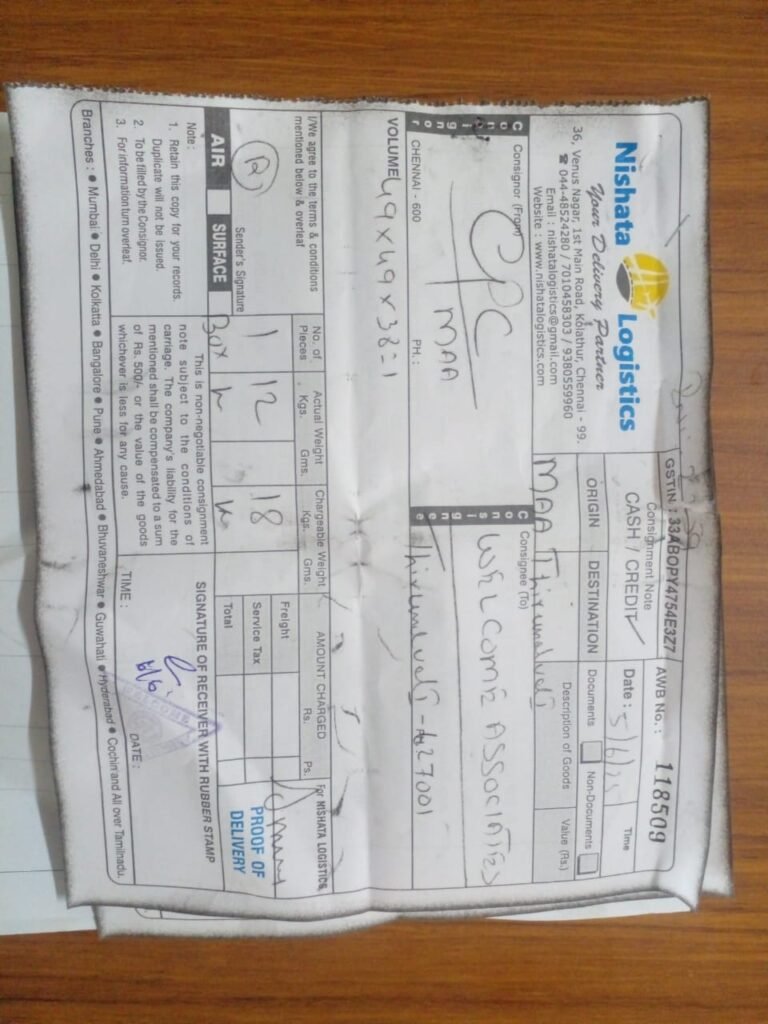 Nishata Logistics
Your Delivery Partner
36, Venus Nagar, 1st Main Road, Kolathur, Chennai - 99.
☎ 044-48524280 / 7010458303 / 9380559960
Email : nishatalogistics@gmail.com
Website : www.nishatalogistics.com
GSTIN : 33ABOPY4754E3Z7
Consignment Note
CASH / CREDIT
AWB No. : 118509
Date : 5/6/25
Time
ORIGIN DESTINATION
MAA Thirunelveli
Documents Non-Documents
Description of Goods Value (Rs.)
Consignor
Consignor (From)
CPC
MAA
CHENNAI - 600 PH. :
Consignee
Consignee (To)
WELCOME ASSOCIATES
Thirunelveli - 627001
VOLUME 49 x 49 x 38 = 1
I/We agree to the terms & conditions
mentioned below & overleaf
Sender's Signature
No. of Pieces
Actual Weight
Kgs. Gms.
Chargeable Weight
Kgs. Gms.
AMOUNT CHARGED
Rs. Ps.
For NISHATA LOGISTICS
1 12 18
Box k k
Freight
Service Tax
Total
PROOF OF
DELIVERY
AIR SURFACE
Note :
1. Retain this copy for your records.
Duplicate will not be issued.
2. To be filled by the Consignor.
3. For information turn overleaf.
This is non-negotiable consignment
note subject to the conditions of
carriage. The company's liability for the
mentioned shall be compensated to a sum
of Rs. 500/- or the value of the goods
whichever is less for any cause.
SIGNATURE OF RECEIVER WITH RUBBER STAMP
TIME : DATE :
Branches : ● Mumbai ● Delhi ● Kolkatta ● Bangalore ● Pune ● Ahmedabad ● Bhuvaneshwar ● Guwahati ● Hyderabad ● Cochin and All over Tamilnadu.